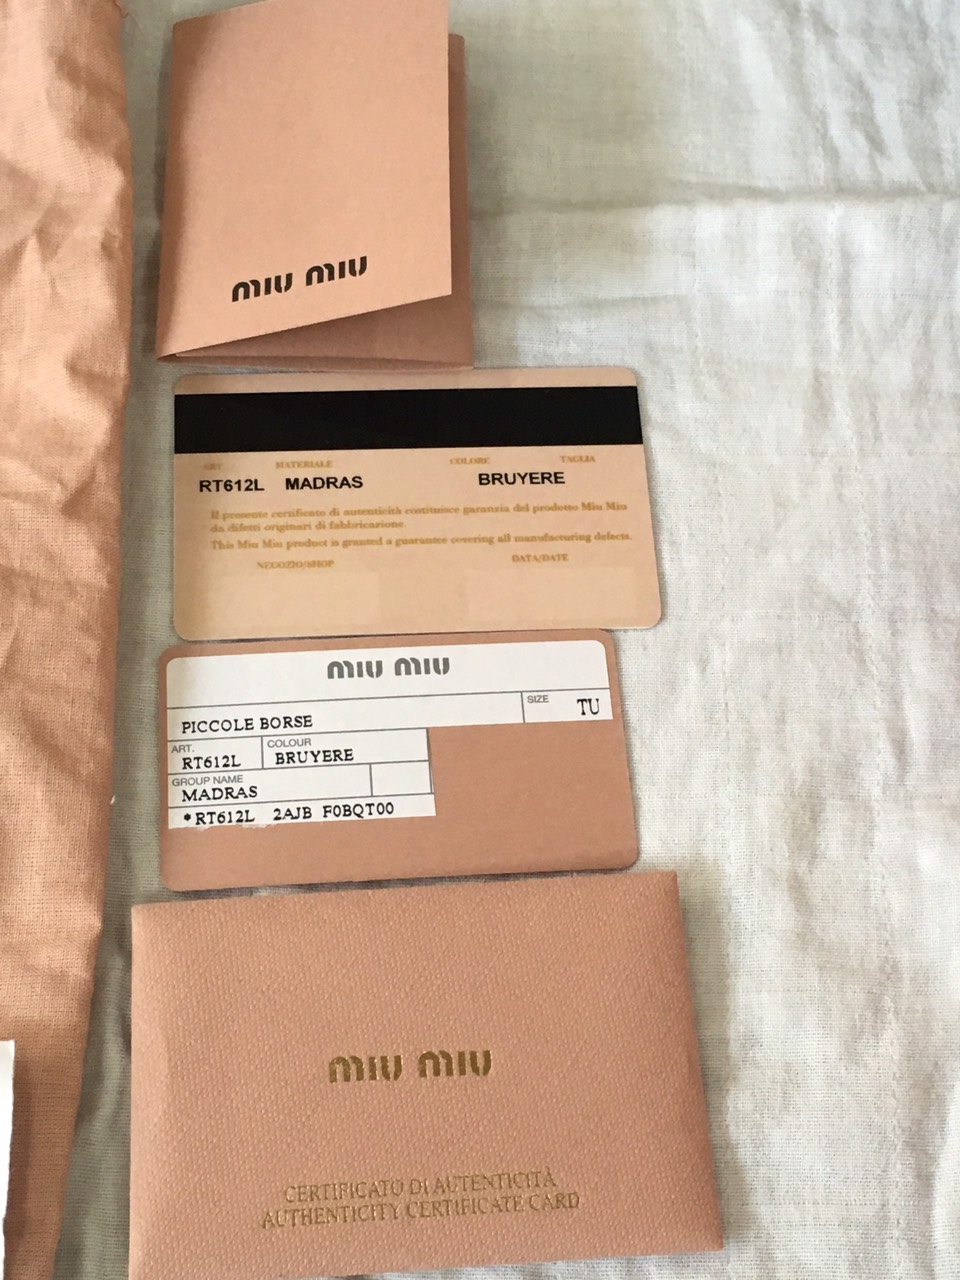 MIU MIU
ART. MATERIALE COLORE TAGLIA
RT612L MADRAS BRUYERE
Il presente certificato di autenticità costituisce garanzia del prodotto Miu Miu
da difetti originari di fabbricazione.
This Miu Miu product is granted a guarantee covering all manufacturing defects.
NEGOZIO/SHOP DATA/DATE
MIU MIU
PICCOLE BORSE SIZE TU
ART. COLOUR
RT612L BRUYERE
GROUP NAME
MADRAS
*RT612L 2AJB F0BQT00
MIU MIU
CERTIFICATO DI AUTENTICITÀ
AUTHENTICITY CERTIFICATE CARD